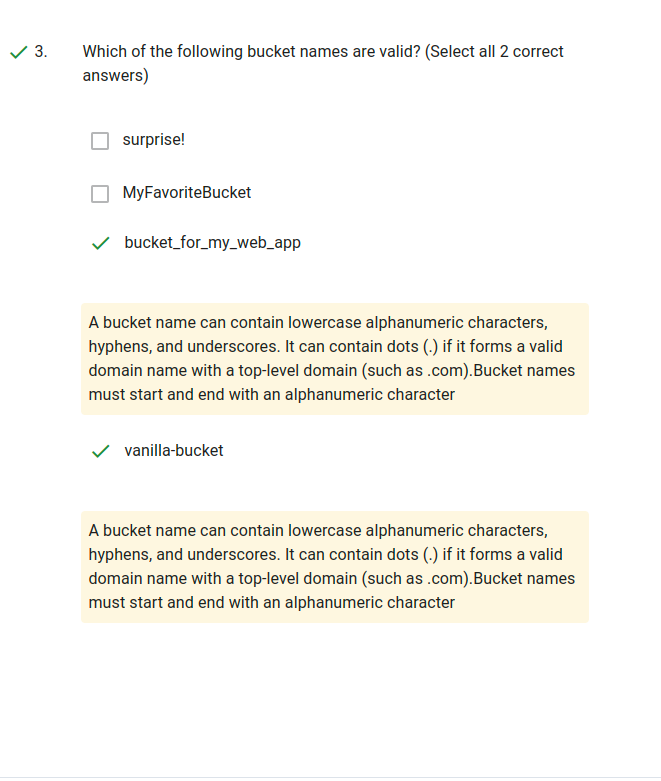 3. Which of the following bucket names are valid? (Select all 2 correct
answers)
surprise!
MyFavoriteBucket
bucket_for_my_web_app
A bucket name can contain lowercase alphanumeric characters,
hyphens, and underscores. It can contain dots (.) if it forms a valid
domain name with a top-level domain (such as .com).Bucket names
must start and end with an alphanumeric character
vanilla-bucket
A bucket name can contain lowercase alphanumeric characters,
hyphens, and underscores. It can contain dots (.) if it forms a valid
domain name with a top-level domain (such as .com).Bucket names
must start and end with an alphanumeric character